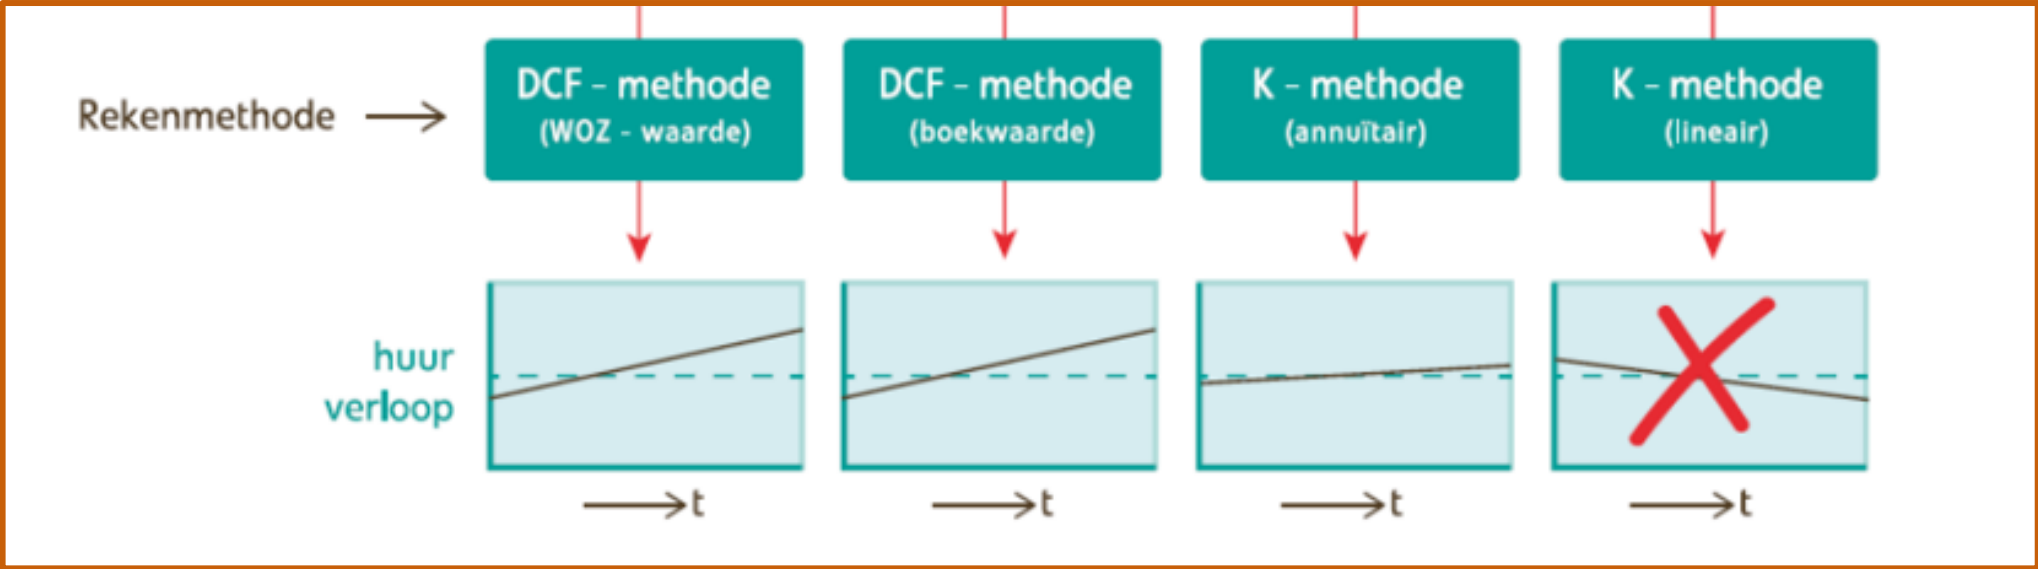 Rekenmethode
DCF - methode
(WOZ - waarde)
DCF - methode
(boekwaarde)
K - methode
(annuïtair)
K - methode
(lineair)
huur
verloop
t
t
t
t